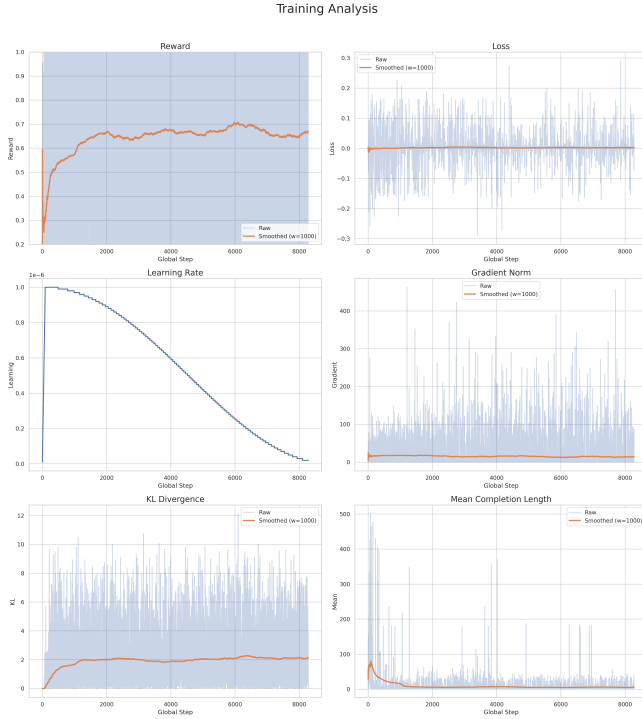 Training Analysis
Reward
Loss
1.0
0.9
0.8
0.7
0.6
0.5
0.4
0.3
0.2
Reward
Raw
Smoothed (w=1000)
0 2000 4000 6000 8000
Global Step
0.3
0.2
0.1
0.0
−0.1
−0.2
−0.3
Loss
Raw
Smoothed (w=1000)
0 2000 4000 6000 8000
Global Step
Learning Rate
Gradient Norm
1e−6
1.0
0.8
0.6
0.4
0.2
0.0
Learning
0 2000 4000 6000 8000
Global Step
400
300
200
100
0
Gradient
Raw
Smoothed (w=1000)
0 2000 4000 6000 8000
Global Step
KL Divergence
Mean Completion Length
12
10
8
6
4
2
0
KL
Raw
Smoothed (w=1000)
0 2000 4000 6000 8000
Global Step
500
400
300
200
100
0
Mean
Raw
Smoothed (w=1000)
0 2000 4000 6000 8000
Global Step